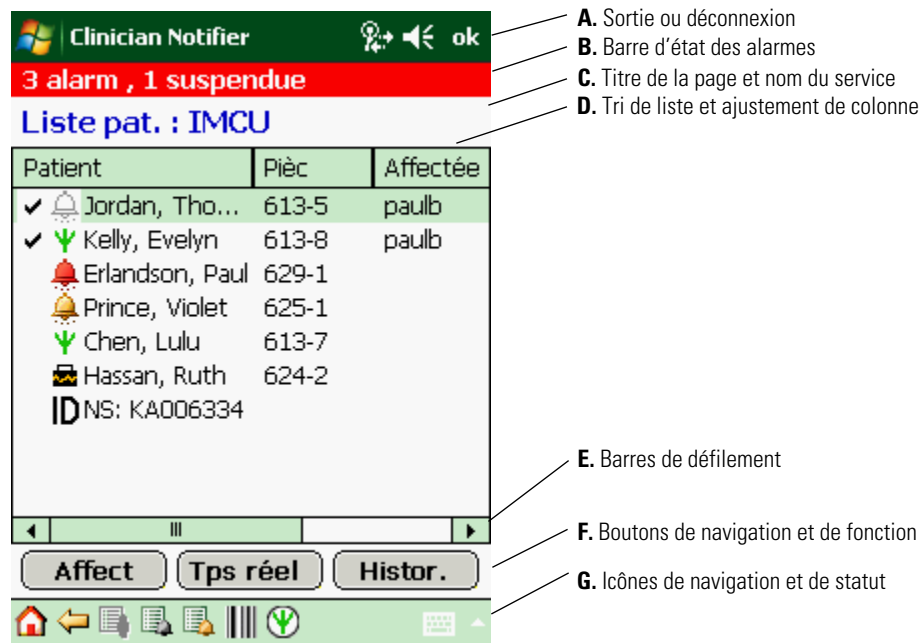 Clinician Notifier ok
3 alarm , 1 suspendue
Liste pat. : IMCU
Patient Pièc Affectée
Jordan, Tho... 613-5 paulb
Kelly, Evelyn 613-8 paulb
Erlandson, Paul 629-1
Prince, Violet 625-1
Chen, Lulu 613-7
Hassan, Ruth 624-2
ID NS: KA006334
Affect Tps réel Histor.
A. Sortie ou déconnexion
B. Barre d'état des alarmes
C. Titre de la page et nom du service
D. Tri de liste et ajustement de colonne
E. Barres de défilement
F. Boutons de navigation et de fonction
G. Icônes de navigation et de statut